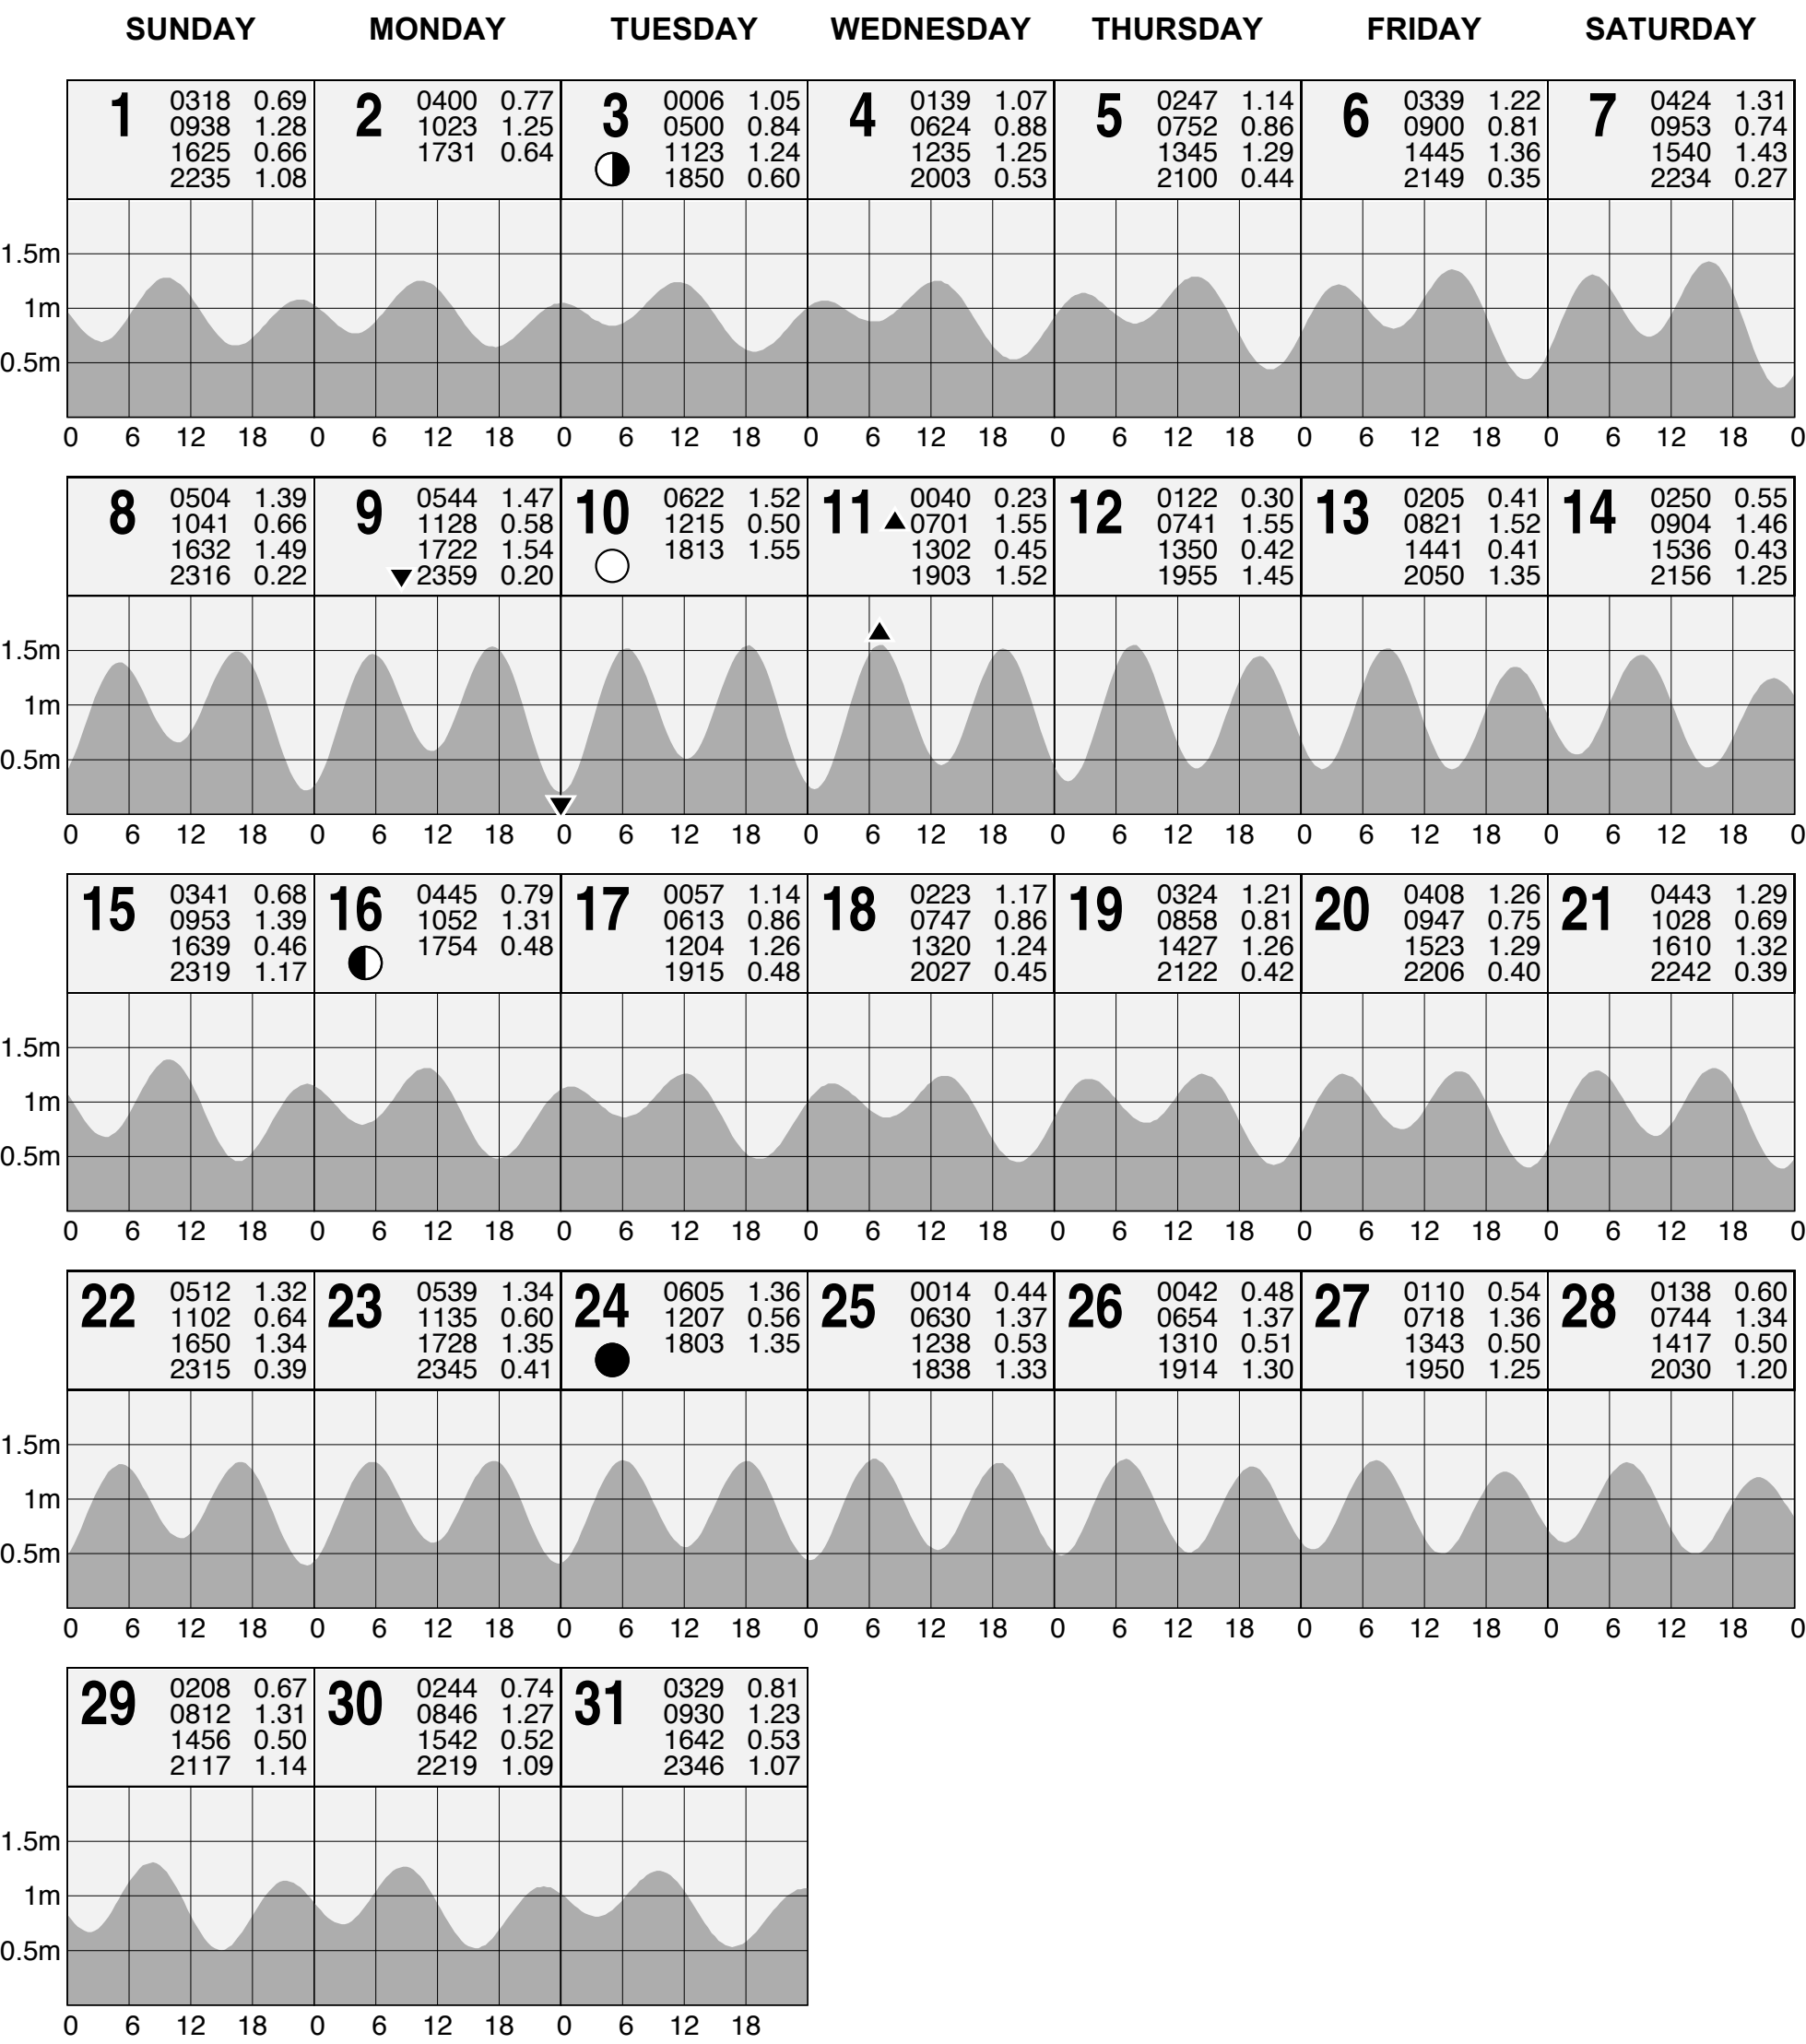 SUNDAY MONDAY TUESDAY WEDNESDAY THURSDAY FRIDAY SATURDAY
1 0318 0.69 2 0400 0.77 3 0006 1.05 4 0139 1.07 5 0247 1.14 6 0339 1.22 7 0424 1.31
0938 1.28 1023 1.25 0500 0.84 0624 0.88 0752 0.86 0900 0.81 0953 0.74
1625 0.66 1731 0.64 1123 1.24 1235 1.25 1345 1.29 1445 1.36 1540 1.43
2235 1.08 1850 0.60 2003 0.53 2100 0.44 2149 0.35 2234 0.27
1.5m
1m
0.5m
0 6 12 18 0 6 12 18 0 6 12 18 0 6 12 18 0 6 12 18 0 6 12 18 0 6 12 18 0
8 0504 1.39 9 0544 1.47 10 0622 1.52 11 0040 0.23 12 0122 0.30 13 0205 0.41 14 0250 0.55
1041 0.66 1128 0.58 1215 0.50 0701 1.55 0741 1.55 0821 1.52 0904 1.46
1632 1.49 1722 1.54 1813 1.55 1302 0.45 1350 0.42 1441 0.41 1536 0.43
2316 0.22 2359 0.20 1903 1.52 1955 1.45 2050 1.35 2156 1.25
1.5m
1m
0.5m
0 6 12 18 0 6 12 18 0 6 12 18 0 6 12 18 0 6 12 18 0 6 12 18 0 6 12 18 0
15 0341 0.68 16 0445 0.79 17 0057 1.14 18 0223 1.17 19 0324 1.21 20 0408 1.26 21 0443 1.29
0953 1.39 1052 1.31 0613 0.86 0747 0.86 0858 0.81 0947 0.75 1028 0.69
1639 0.46 1754 0.48 1204 1.26 1320 1.24 1427 1.26 1523 1.29 1610 1.32
2319 1.17 1915 0.48 2027 0.45 2122 0.42 2206 0.40 2242 0.39
1.5m
1m
0.5m
0 6 12 18 0 6 12 18 0 6 12 18 0 6 12 18 0 6 12 18 0 6 12 18 0 6 12 18 0
22 0512 1.32 23 0539 1.34 24 0605 1.36 25 0014 0.44 26 0042 0.48 27 0110 0.54 28 0138 0.60
1102 0.64 1135 0.60 1207 0.56 0630 1.37 0654 1.37 0718 1.36 0744 1.34
1650 1.34 1728 1.35 1803 1.35 1238 0.53 1310 0.51 1343 0.50 1417 0.50
2315 0.39 2345 0.41 1838 1.33 1914 1.30 1950 1.25 2030 1.20
1.5m
1m
0.5m
0 6 12 18 0 6 12 18 0 6 12 18 0 6 12 18 0 6 12 18 0 6 12 18 0 6 12 18 0
29 0208 0.67 30 0244 0.74 31 0329 0.81
0812 1.31 0846 1.27 0930 1.23
1456 0.50 1542 0.52 1642 0.53
2117 1.14 2219 1.09 2346 1.07
1.5m
1m
0.5m
0 6 12 18 0 6 12 18 0 6 12 18